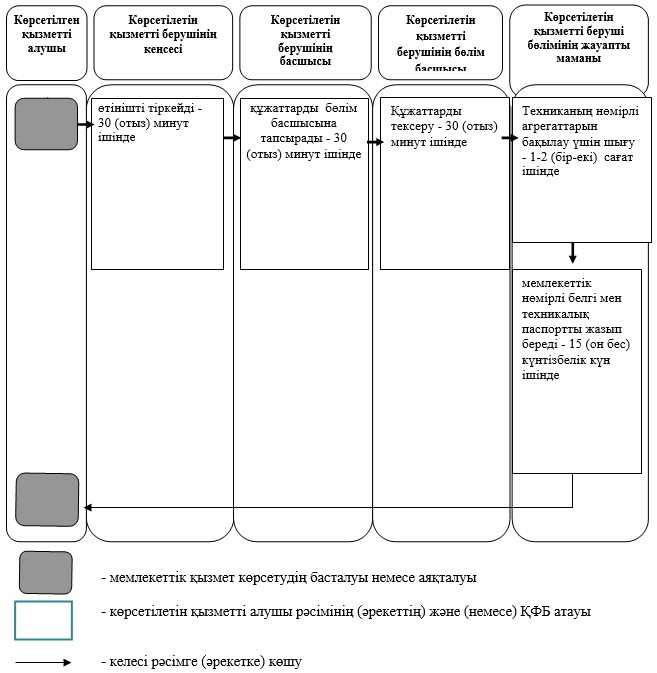 Көрсетілген
қызметті
алушы
Көрсетілетін
қызметті берушінің
кеңсесі
Көрсетілетін
қызметті
берушінің
басшысы
Көрсетілетін
қызметті
берушінің бөлім
басшысы
Көрсетілетін
қызметті беруші
бөлімінің жауапты
маманы
өтінішті тіркейді -
30 (отыз) минут
ішінде
құжаттарды бөлім
басшысына
тапсырады - 30
(отыз) минут ішінде
Құжаттарды
тексеру - 30 (отыз)
минут ішінде
Техниканың нөмірлі
агрегаттарын
бақылау үшін шығу
- 1-2 (бір-екі) сағат
ішінде
мемлекеттік
нөмірлі белгі мен
техникалық
паспортты жазып
береді - 15 (он бес)
күнтізбелік күн
ішінде
- мемлекеттік қызмет көрсетудің басталуы немесе аяқталуы
- көрсетілетін қызметті алушы рәсімінің (әрекеттің) және (немесе) ҚФБ атауы
- келесі рәсімге (әрекетке) көшу